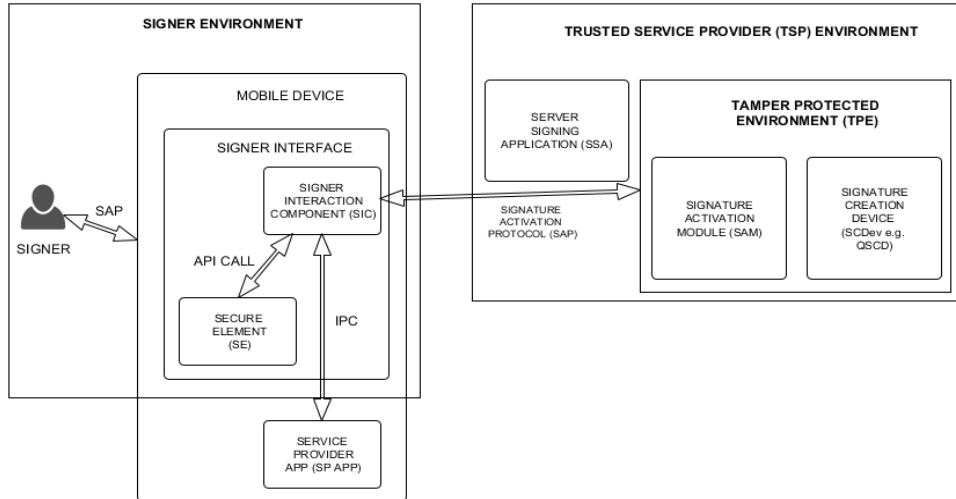 SIGNER ENVIRONMENT
MOBILE DEVICE
SIGNER INTERFACE
SIGNER
INTERACTION
COMPONENT (SIC)
SAP
SIGNER
API CALL
SECURE
ELEMENT
(SE)
IPC
SERVICE
PROVIDER
APP (SP APP)
TRUSTED SERVICE PROVIDER (TSP) ENVIRONMENT
SERVER
SIGNING
APPLICATION (SSA)
SIGNATURE
ACTIVATION
PROTOCOL (SAP)
TAMPER PROTECTED
ENVIRONMENT (TPE)
SIGNATURE
ACTIVATION
MODULE (SAM)
SIGNATURE
CREATION
DEVICE
(SCDev e.g.
QSCD)